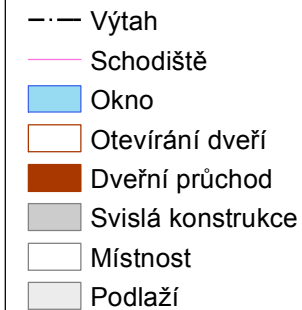 Výtah
Schodiště
Okno
Otevírání dveří
Dveřní průchod
Svislá konstrukce
Místnost
Podlaží